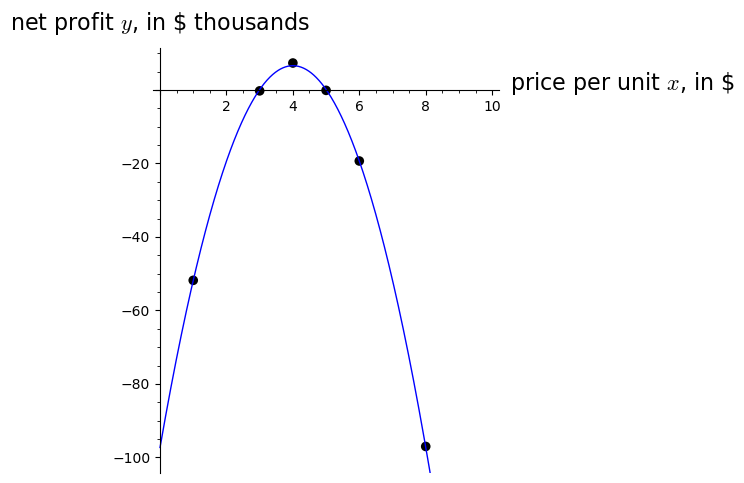 net profit y, in $ thousands
price per unit x, in $
2 4 6 8 10
−20
−40
−60
−80
−100